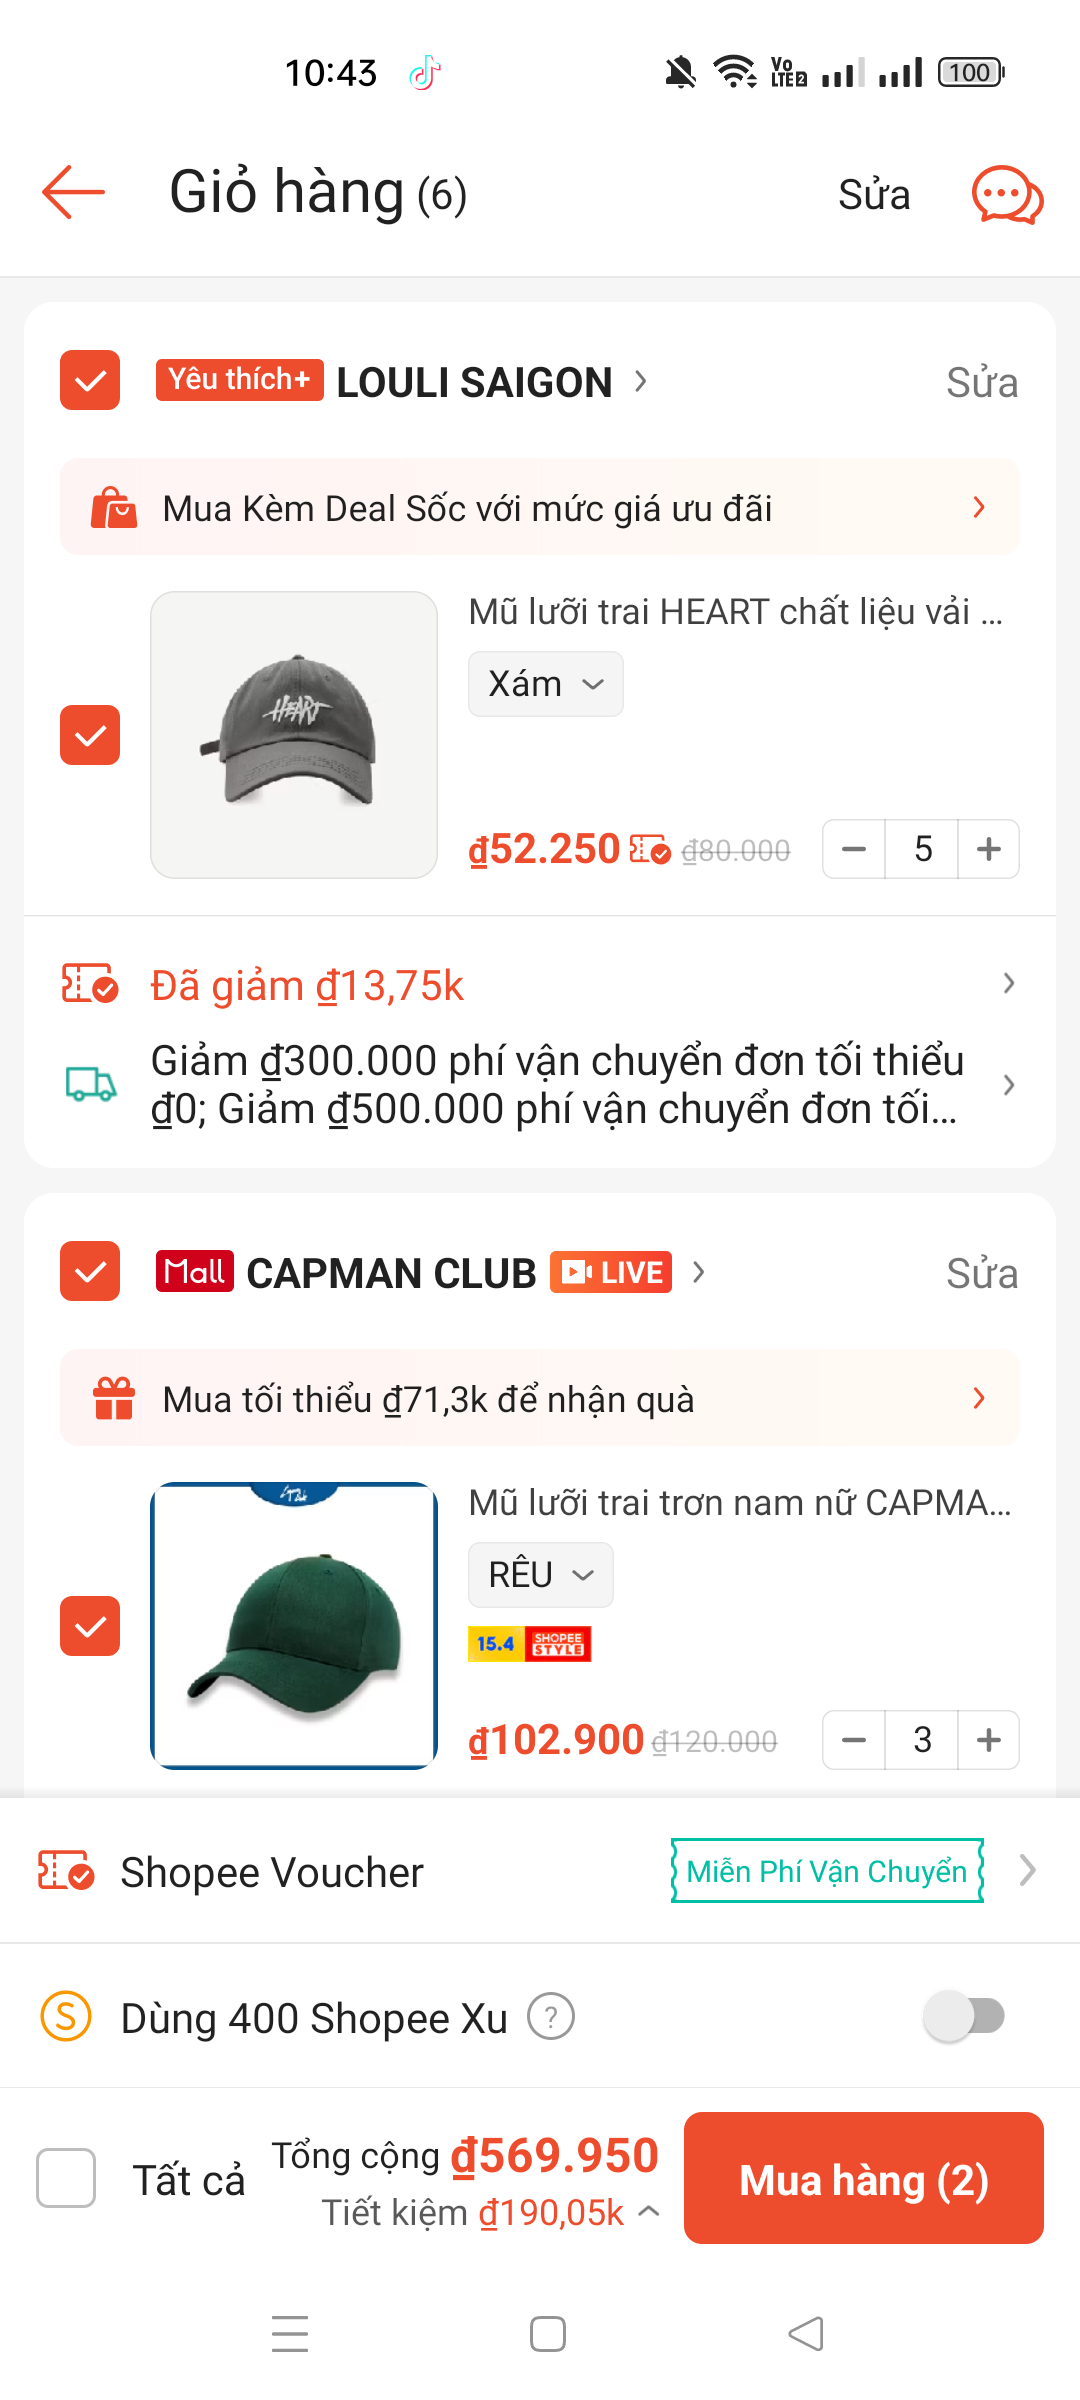 10:43
Vo
LTE2
100
Giỏ hàng (6)
Sửa
Yêu thích+ LOULI SAIGON
Sửa
Mua Kèm Deal Sốc với mức giá ưu đãi
HEART
Mũ lưỡi trai HEART chất liệu vải ...
Xám
₫52.250 ₫80.000
5
Đã giảm ₫13,75k
Giảm ₫300.000 phí vận chuyển đơn tối thiểu
₫0; Giảm ₫500.000 phí vận chuyển đơn tối...
Mall CAPMAN CLUB LIVE
Sửa
Mua tối thiểu ₫71,3k để nhận quà
Mũ lưỡi trai trơn nam nữ CAPMA...
RÊU
15.4 SHOPEE
STYLE
₫102.900 ₫120.000
3
Shopee Voucher
Miễn Phí Vận Chuyển
S Dùng 400 Shopee Xu ?
Tất cả
Tổng cộng ₫569.950
Tiết kiệm ₫190,05k
Mua hàng (2)